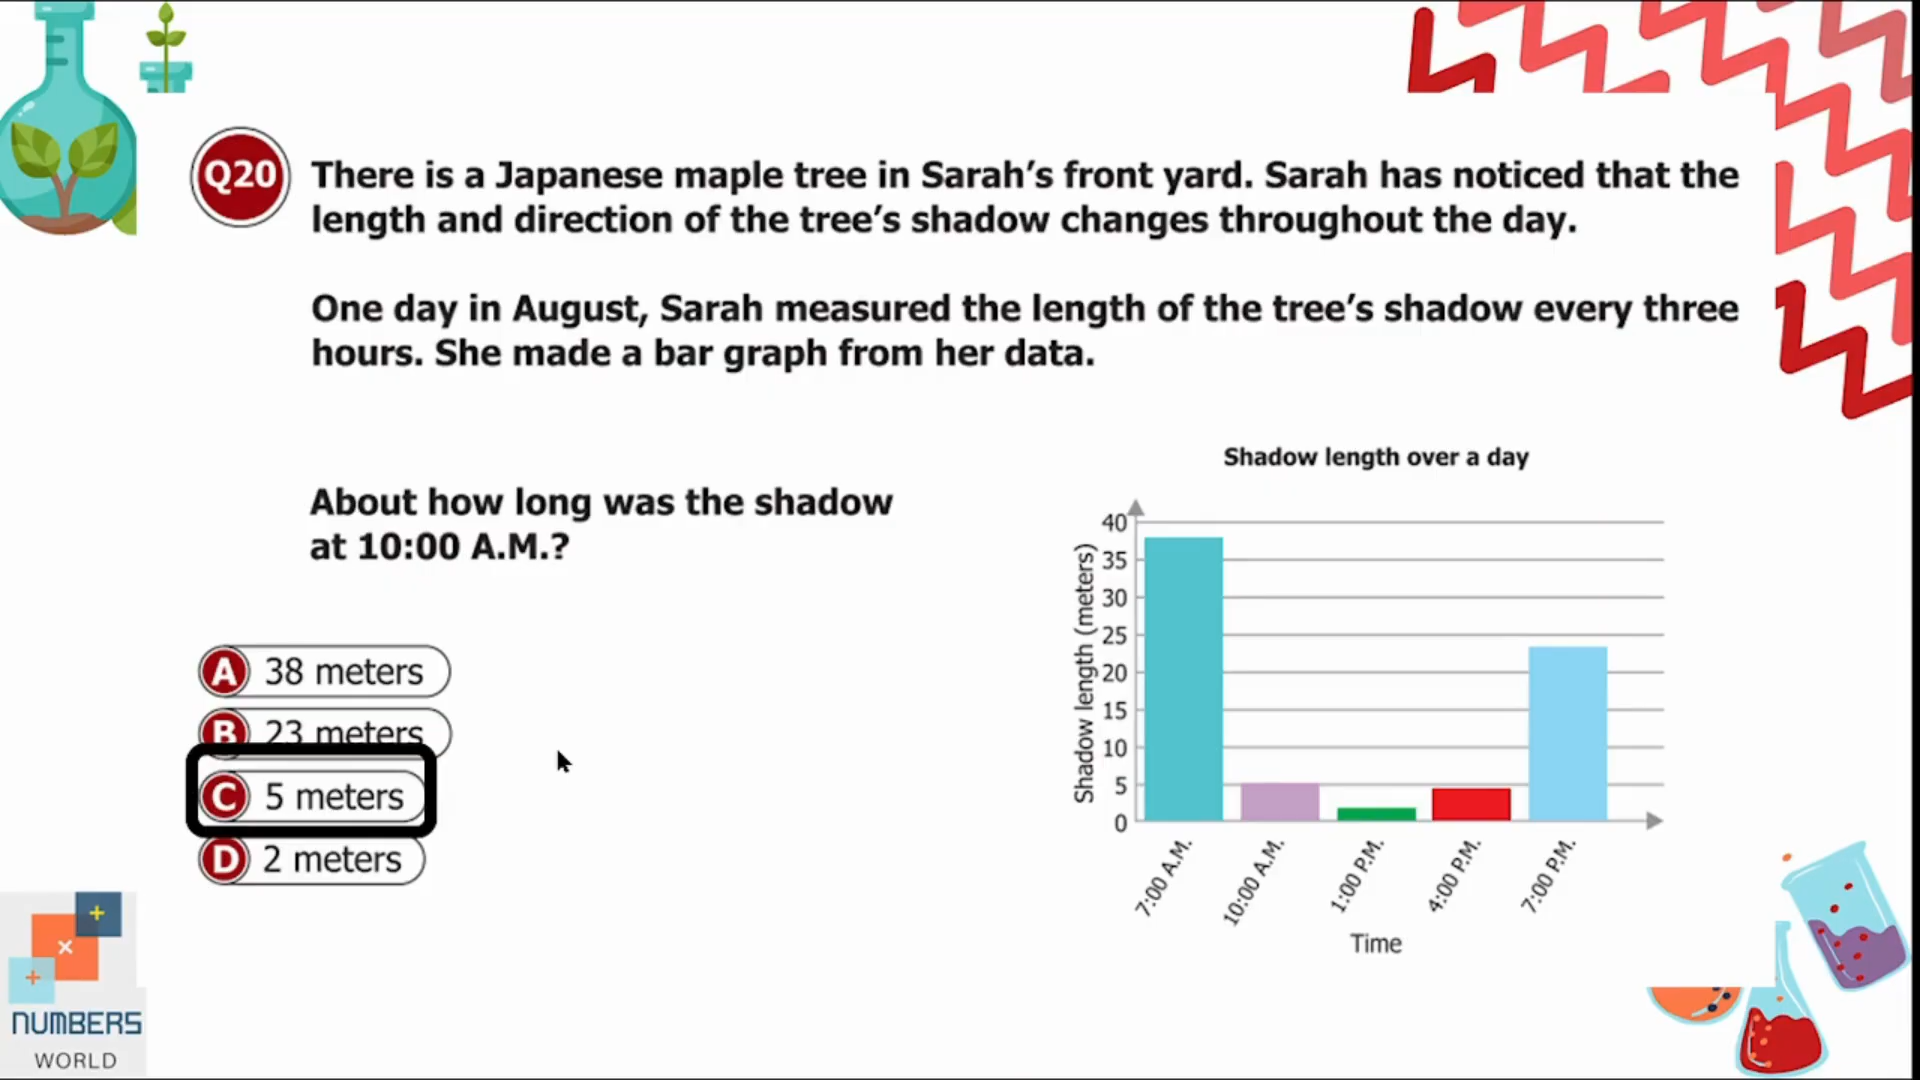 Q20
There is a Japanese maple tree in Sarah's front yard. Sarah has noticed that the
length and direction of the tree's shadow changes throughout the day.
One day in August, Sarah measured the length of the tree's shadow every three
hours. She made a bar graph from her data.
About how long was the shadow
at 10:00 A.M.?
A 38 meters
B 23 meters
C 5 meters
D 2 meters
Shadow length over a day
Shadow length (meters)
40
35
30
25
20
15
10
5
0
7:00 A.M.
10:00 A.M.
1:00 P.M.
4:00 P.M.
7:00 P.M.
Time
+
×
+
NUMBERS
WORLD